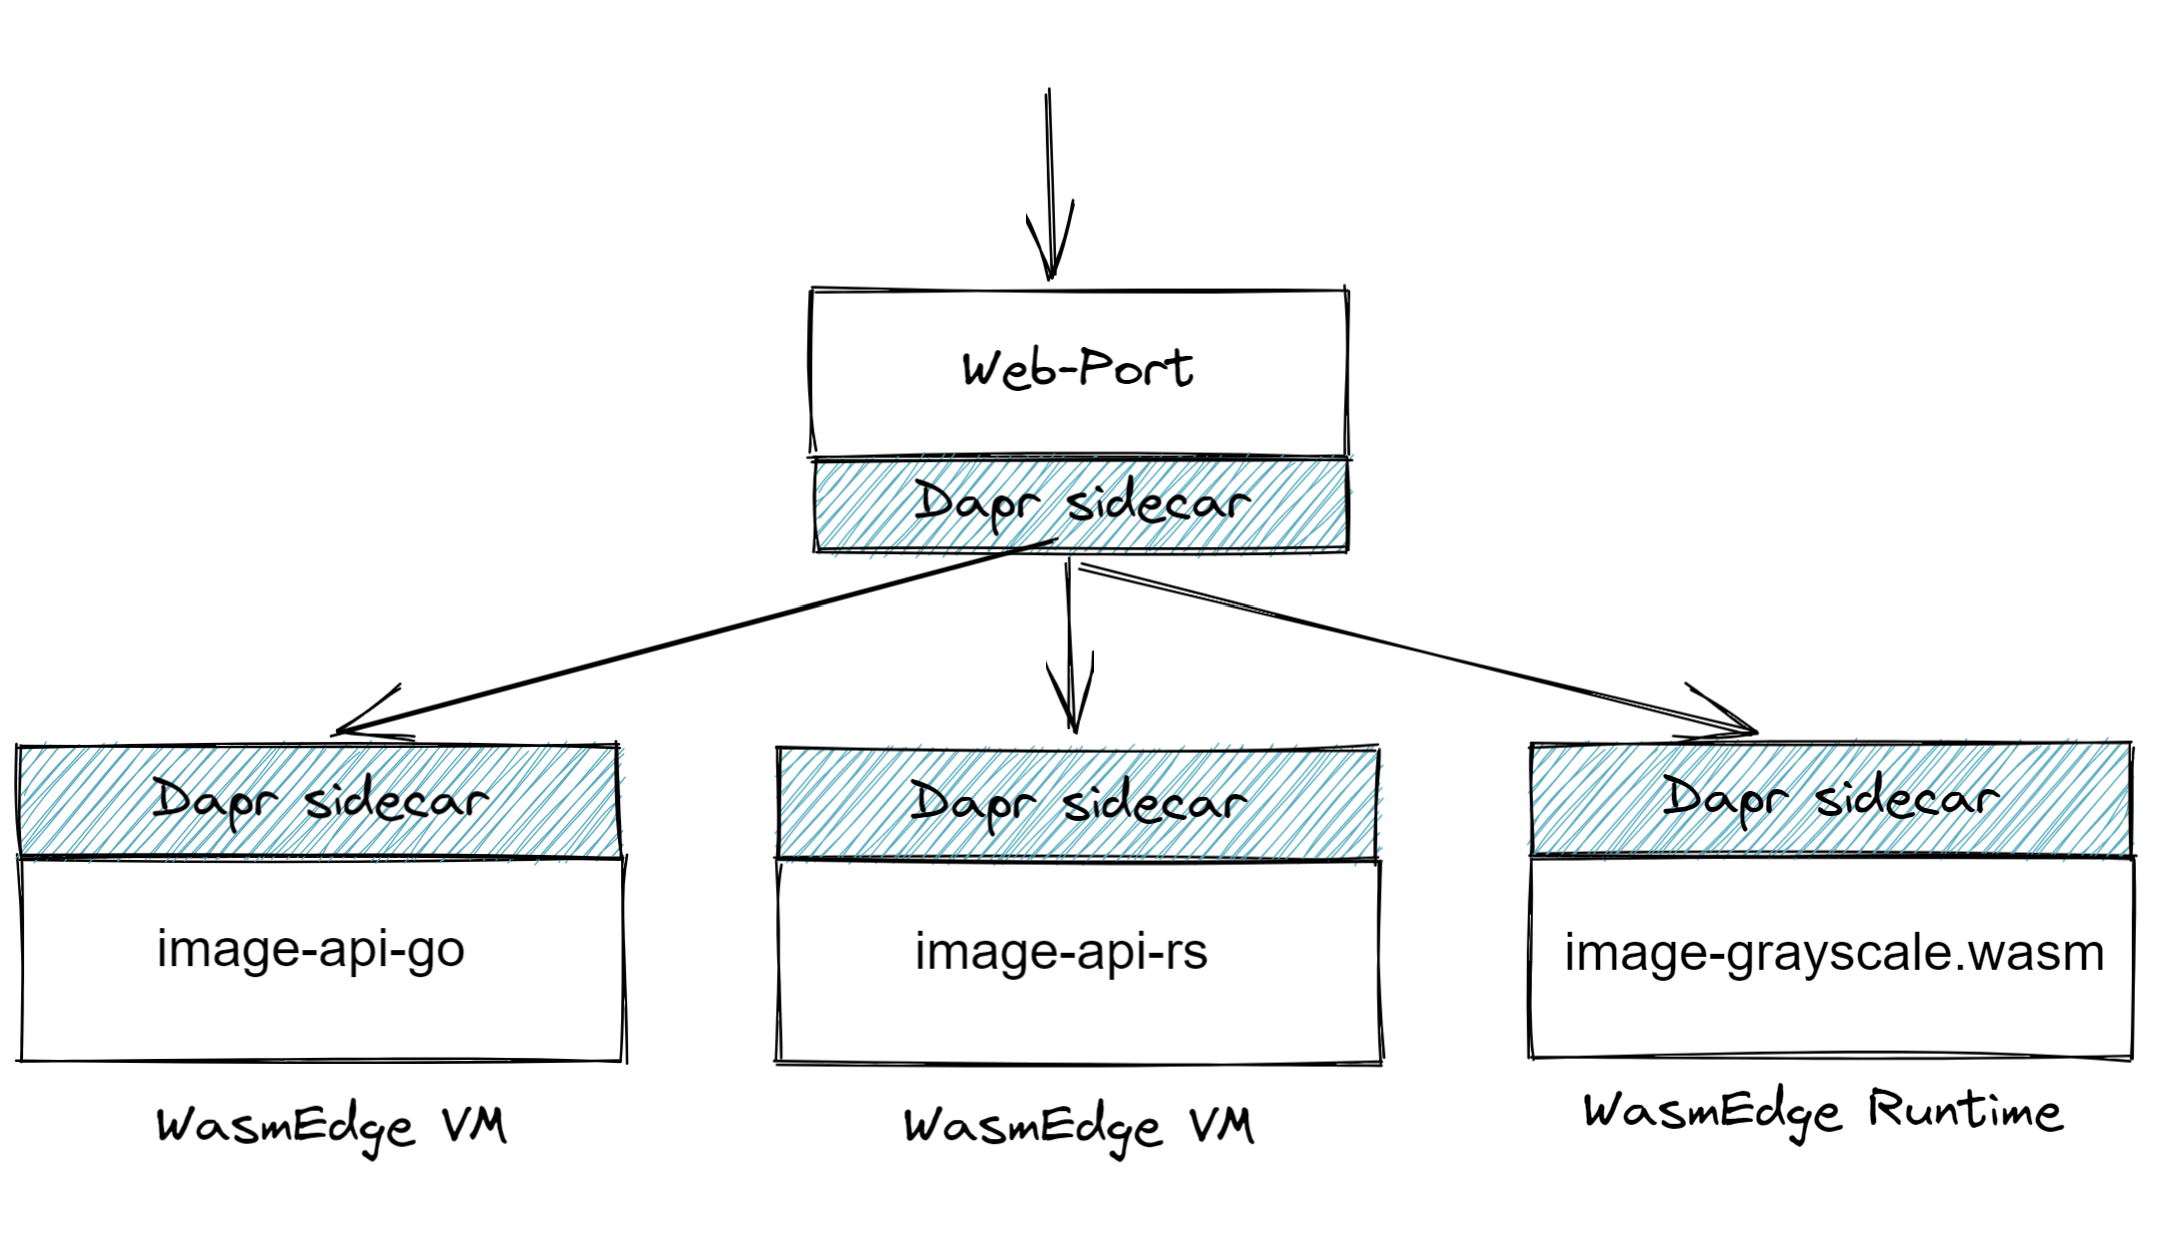 Web-Port
Dapr sidecar
Dapr sidecar
Dapr sidecar
Dapr sidecar
image-api-go
image-api-rs
image-grayscale.wasm
WasmEdge VM
WasmEdge VM
WasmEdge Runtime